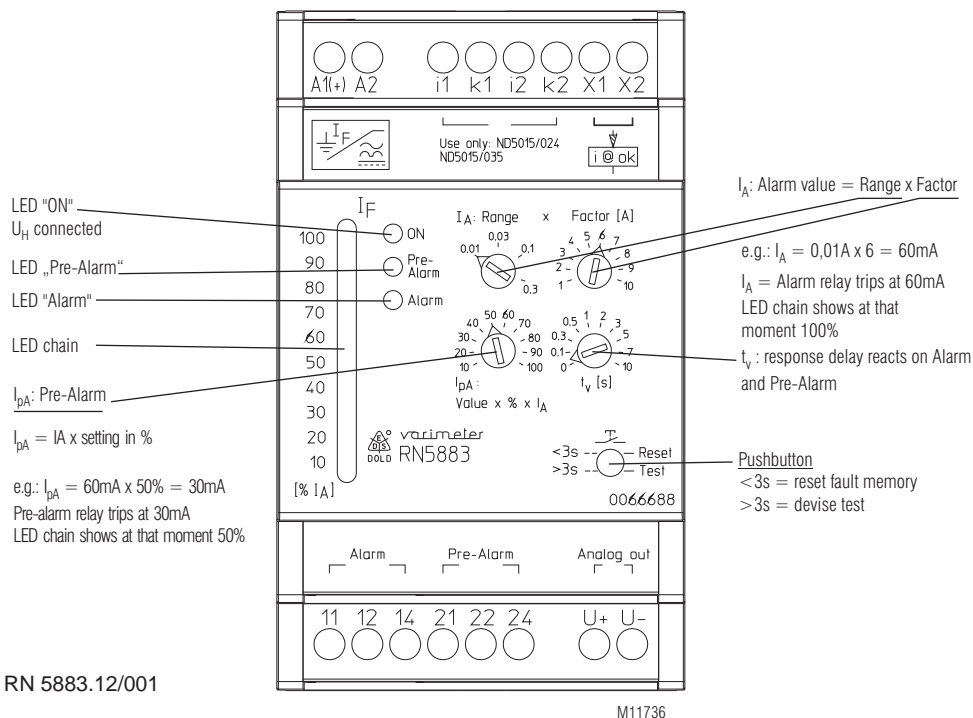 A1(+) A2 i1 k1 i2 k2 X1 X2
I_F
Use only: ND5015/024
ND5015/035
i @ ok
LED "ON"
U_H connected
LED „Pre-Alarm“
LED "Alarm"
LED chain
I_pA: Pre-Alarm
I_pA = IA x setting in %
e.g.: I_pA = 60mA x 50% = 30mA
Pre-alarm relay trips at 30mA
LED chain shows at that moment 50%
I_F
100
90
80
70
60
50
40
30
20
10
[% I_A]
ON
Pre-
Alarm
Alarm
I_A: Range x Factor [A]
0.01 0.03 0.1 0.3
1 2 3 4 5 6 7 8 9 10
10 20 30 40 50 60 70 80 90 100
0 0.1 0.3 0.5 1 2 3 5 7 10
I_pA:
Value x % x I_A
t_v [s]
E D S
DOLD
varimeter
RN5883
<3s Reset
>3s Test
0066688
I_A: Alarm value = Range x Factor
e.g.: I_A = 0,01A x 6 = 60mA
I_A = Alarm relay trips at 60mA
LED chain shows at that
moment 100%
t_v : response delay reacts on Alarm
and Pre-Alarm
Pushbutton
<3s = reset fault memory
>3s = devise test
Alarm Pre-Alarm Analog out
11 12 14 21 22 24 U+ U-
RN 5883.12/001
M11736